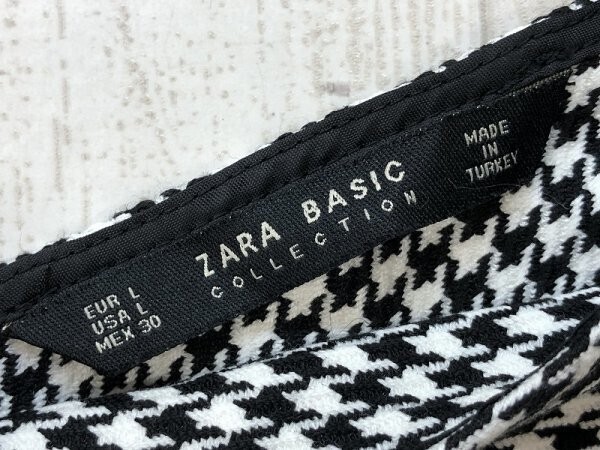 EUR L
USA L
MEX 30
ZARA BASIC
COLLECTION
MADE
IN
TURKEY